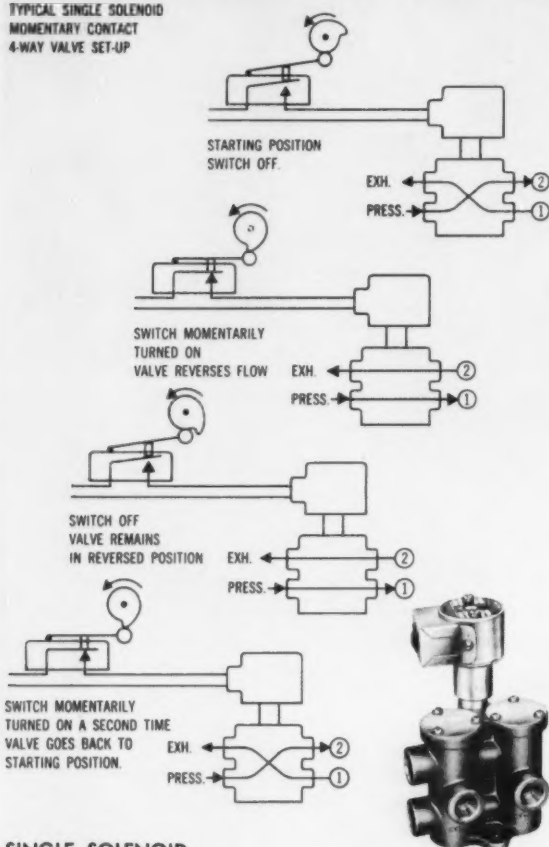 TYPICAL SINGLE SOLENOID
MOMENTARY CONTACT
4-WAY VALVE SET-UP
STARTING POSITION
SWITCH OFF.
EXH.
②
PRESS.
①
SWITCH MOMENTARILY
TURNED ON
VALVE REVERSES FLOW
EXH.
②
PRESS.
①
SWITCH OFF
VALVE REMAINS
IN REVERSED POSITION
EXH.
②
PRESS.
①
SWITCH MOMENTARILY
TURNED ON A SECOND TIME
VALVE GOES BACK TO
STARTING POSITION.
EXH.
②
PRESS.
①